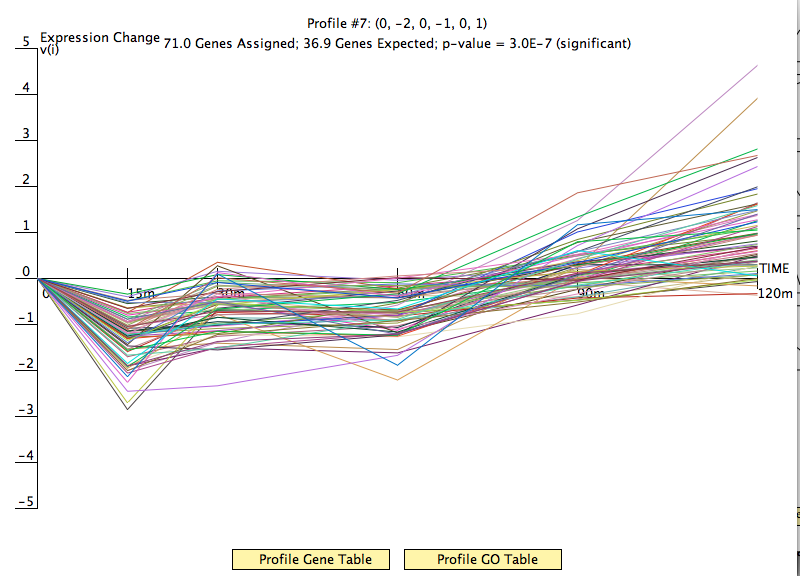 Profile #7: (0, -2, 0, -1, 0, 1)
Expression Change
v(i)
71.0 Genes Assigned; 36.9 Genes Expected; p-value = 3.0E-7 (significant)
5
4
3
2
1
0
-1
-2
-3
-4
-5
0
15m
30m
60m
90m
120m
TIME
Profile Gene Table
Profile GO Table